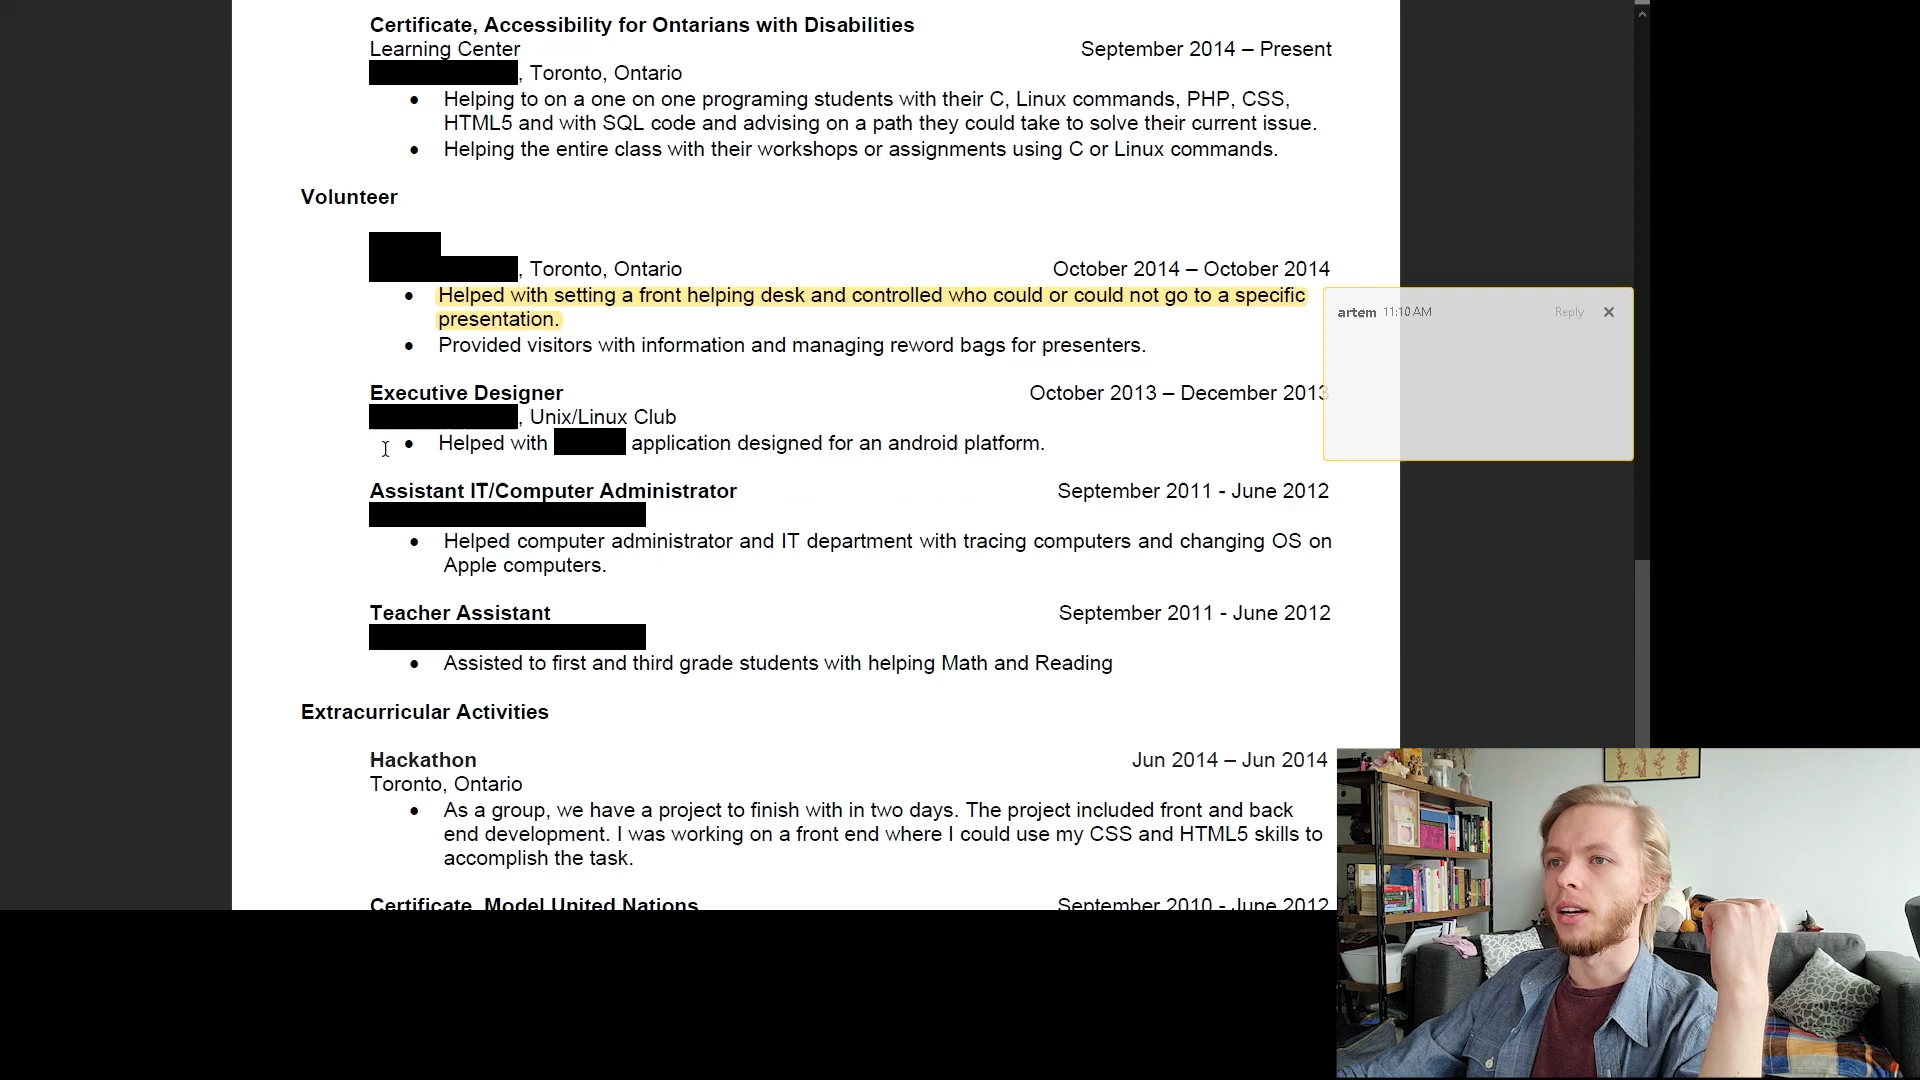 Certificate, Accessibility for Ontarians with Disabilities
Learning Center September 2014 – Present
, Toronto, Ontario
Helping to on a one on one programing students with their C, Linux commands, PHP, CSS,
HTML5 and with SQL code and advising on a path they could take to solve their current issue.
Helping the entire class with their workshops or assignments using C or Linux commands.
Volunteer
, Toronto, Ontario October 2014 – October 2014
Helped with setting a front helping desk and controlled who could or could not go to a specific
presentation.
Provided visitors with information and managing reword bags for presenters.
artem 11:10 AM Reply
Executive Designer October 2013 – December 2013
, Unix/Linux Club
Helped with application designed for an android platform.
Assistant IT/Computer Administrator September 2011 - June 2012
Helped computer administrator and IT department with tracing computers and changing OS on
Apple computers.
Teacher Assistant September 2011 - June 2012
Assisted to first and third grade students with helping Math and Reading
Extracurricular Activities
Hackathon Jun 2014 – Jun 2014
Toronto, Ontario
As a group, we have a project to finish with in two days. The project included front and back
end development. I was working on a front end where I could use my CSS and HTML5 skills to
accomplish the task.
Certificate, Model United Nations September 2010 - June 2012